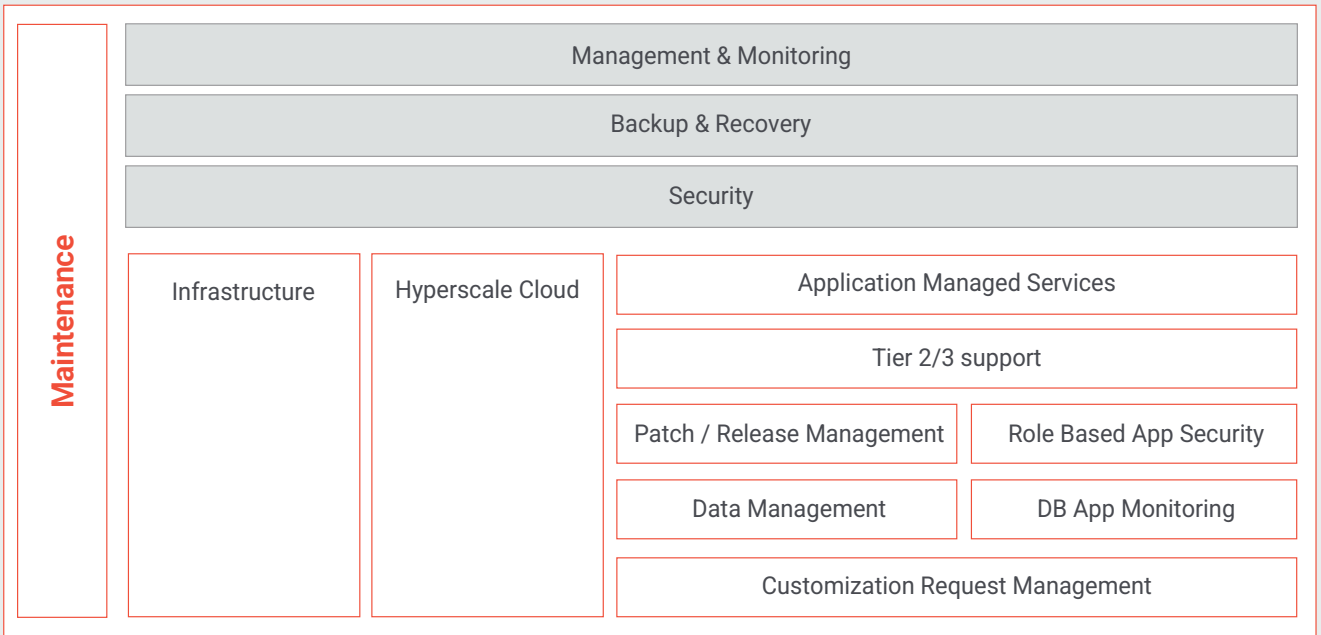 Maintenance
Management & Monitoring
Backup & Recovery
Security
Infrastructure
Hyperscale Cloud
Application Managed Services
Tier 2/3 support
Patch / Release Management
Role Based App Security
Data Management
DB App Monitoring
Customization Request Management